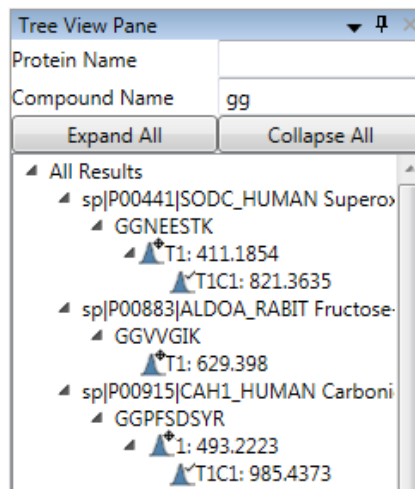 Tree View Pane
Protein Name
Compound Name gg
Expand All Collapse All
All Results
sp|P00441|SODC_HUMAN Superox
GGNEESTK
T1: 411.1854
T1C1: 821.3635
sp|P00883|ALDOA_RABIT Fructose-
GGVVGIK
T1: 629.398
sp|P00915|CAH1_HUMAN Carboni
GGPFSDSYR
1: 493.2223
T1C1: 985.4373